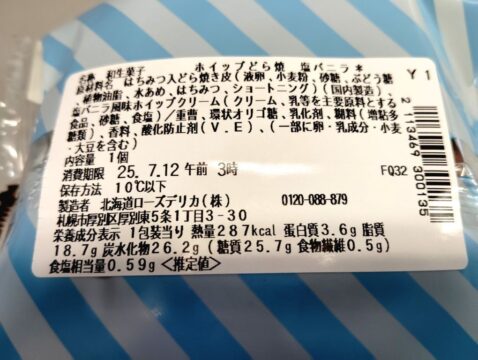 ホイップどら焼　塩バニラ＊
名称　和生菓子
原材料名　はちみつ入どら焼き皮（液卵、小麦粉、砂糖、ぶどう糖
、植物油脂、水あめ、はちみつ、ショートニング）（国内製造）、
塩バニラ風味ホイップクリーム（クリーム、乳等を主要原料とする
食品、砂糖、食塩）／重曹、環状オリゴ糖、乳化剤、糊料（増粘多
糖類）、香料、酸化防止剤（Ｖ．Ｅ）、（一部に卵・乳成分・小麦
・大豆を含む）
内容量　1個
消費期限　25. 7.12 午前 3時
FQ32
保存方法　10℃以下
製造者　北海道ローズデリカ（株）　0120-088-879
札幌市厚別区厚別東5条1丁目3-30
栄養成分表示　1包装当り 熱量287kcal 蛋白質3.6g 脂質
18.7g 炭水化物26.2g（糖質25.7g 食物繊維0.5g）
食塩相当量0.59g〈推定値〉
Y1
2113469 300135